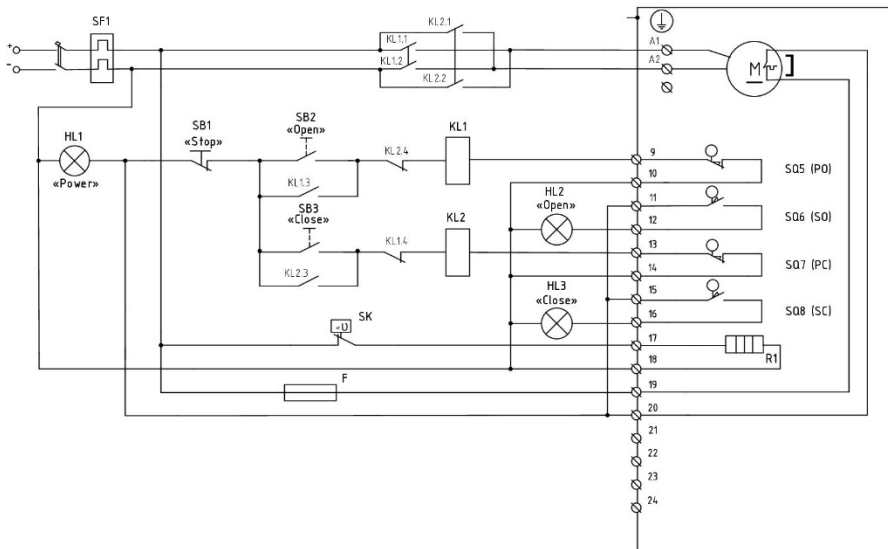 KL2.1
SF1
KL1.1
A1
+
KL1.2
A2
-
M
KL2.2
SB2
«Open»
SB1
«Stop»
KL1
HL1
9
KL2.4
SQ5 (PO)
10
«Power»
HL2
«Open»
KL1.3
11
SQ6 (SO)
SB3
«Close»
KL2
12
13
KL1.4
SQ7 (PC)
14
KL2.3
HL3
«Close»
15
SQ8 (SC)
16
SK
<U
17
R1
18
F
19
20
21
22
23
24